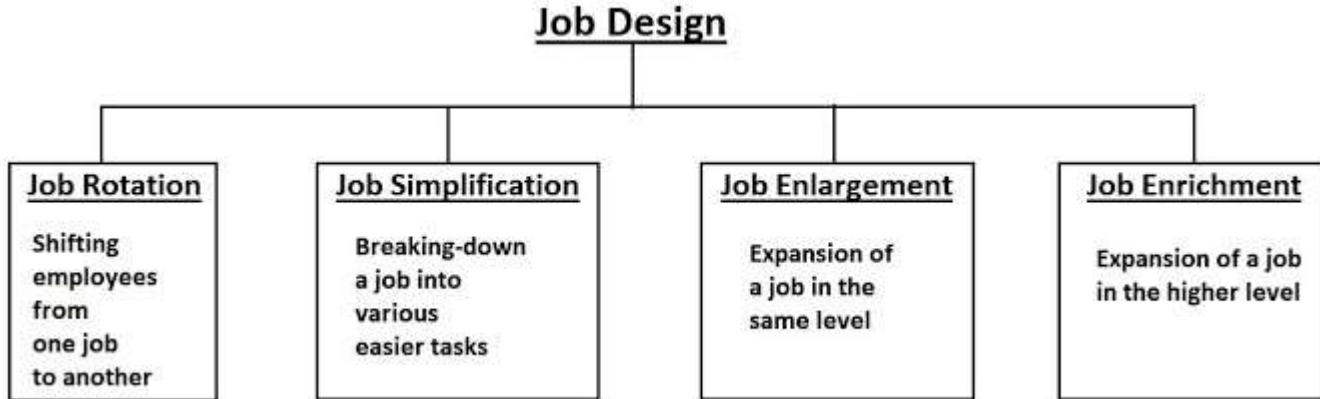 Job Design
Job Rotation
Shifting
employees
from
one job
to another
Job Simplification
Breaking-down
a job into
various
easier tasks
Job Enlargement
Expansion of
a job in the
same level
Job Enrichment
Expansion of a job
in the higher level